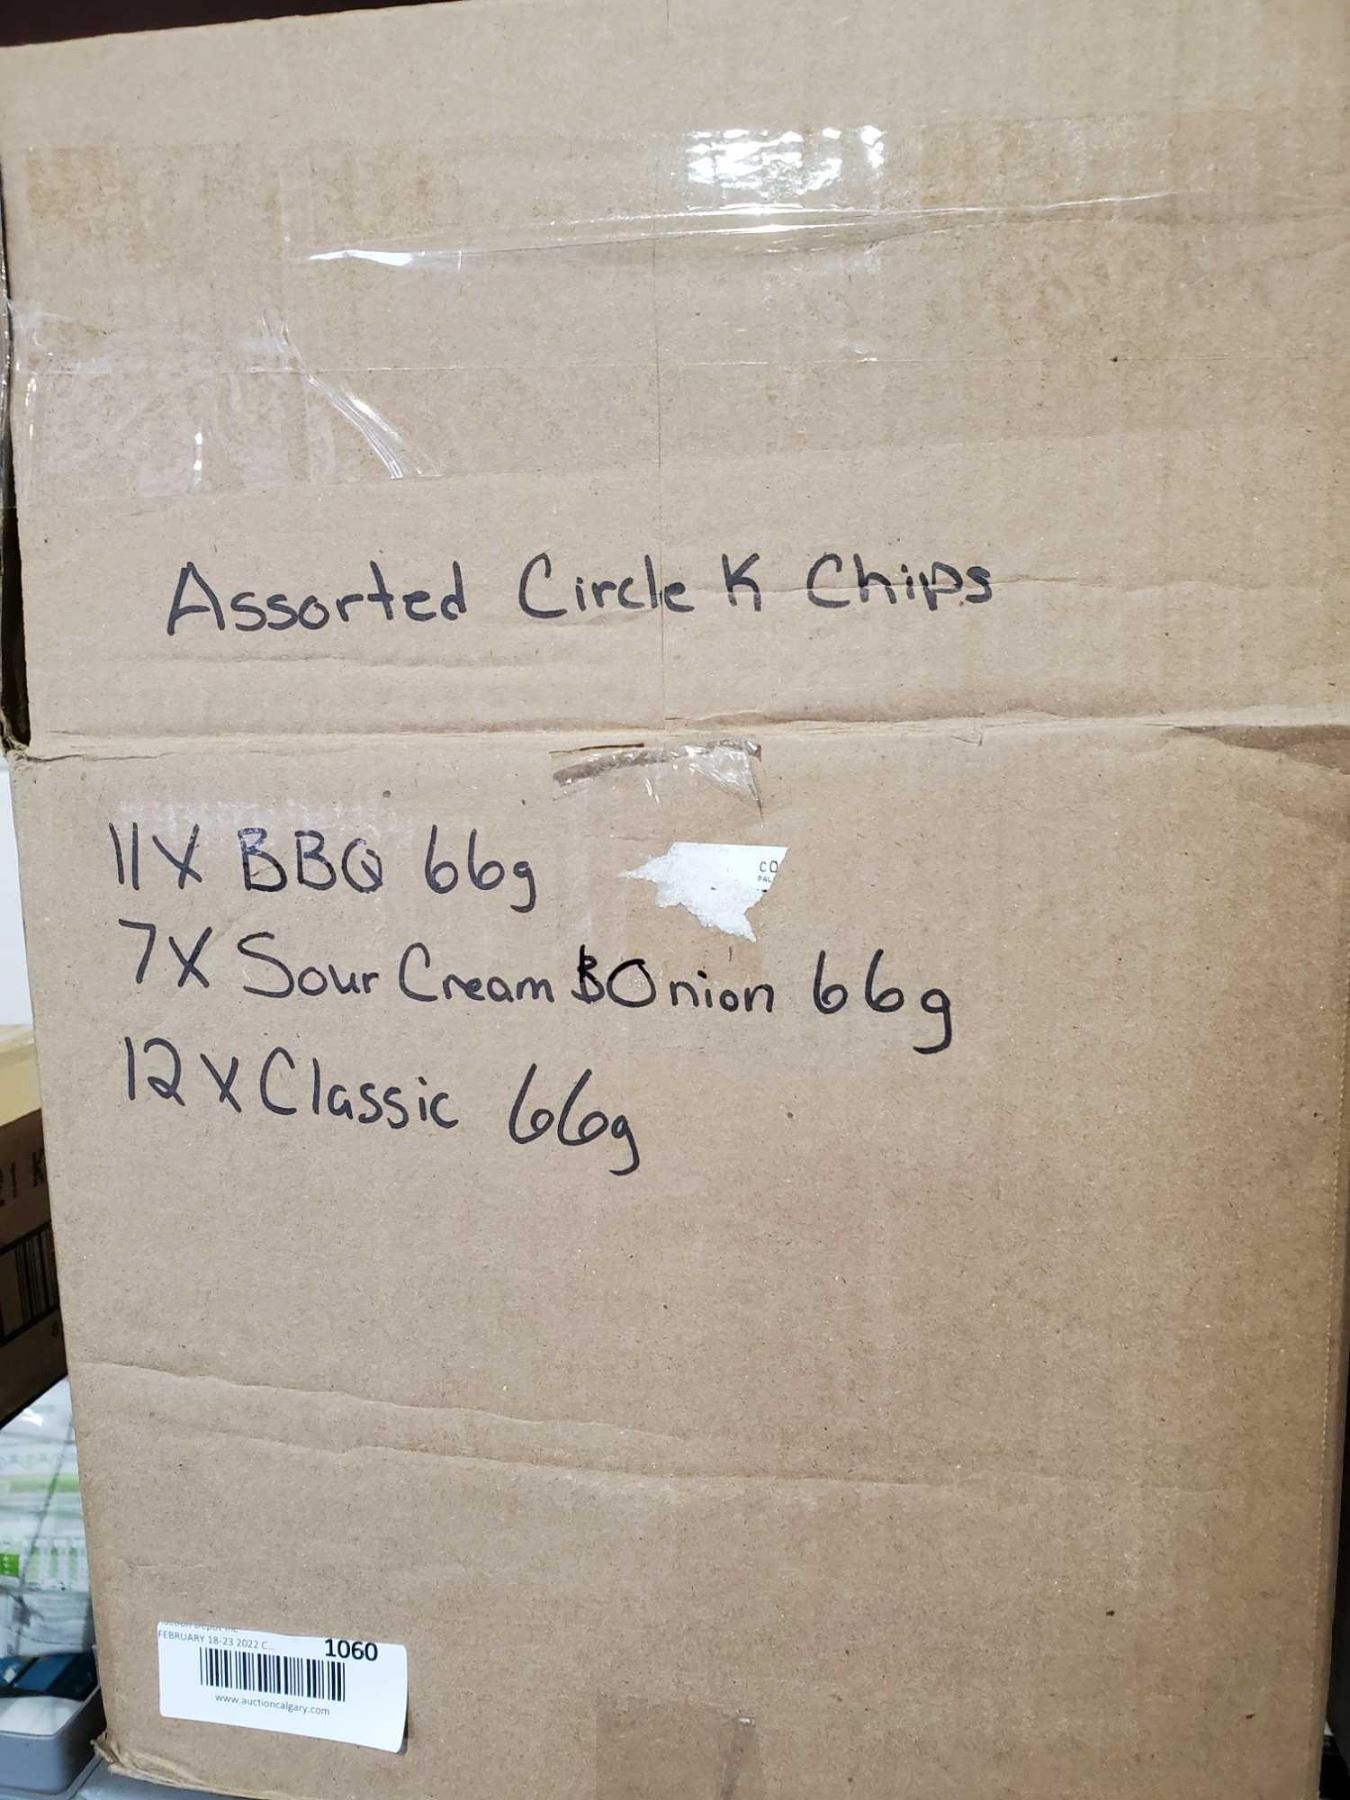 Assorted Circle K Chips
11X BBQ 66g
CO
7X Sour Cream & Onion 66g
12X Classic 66g
FEBRUARY 18-23 2022 C...
1060
www.auctioncalgary.com